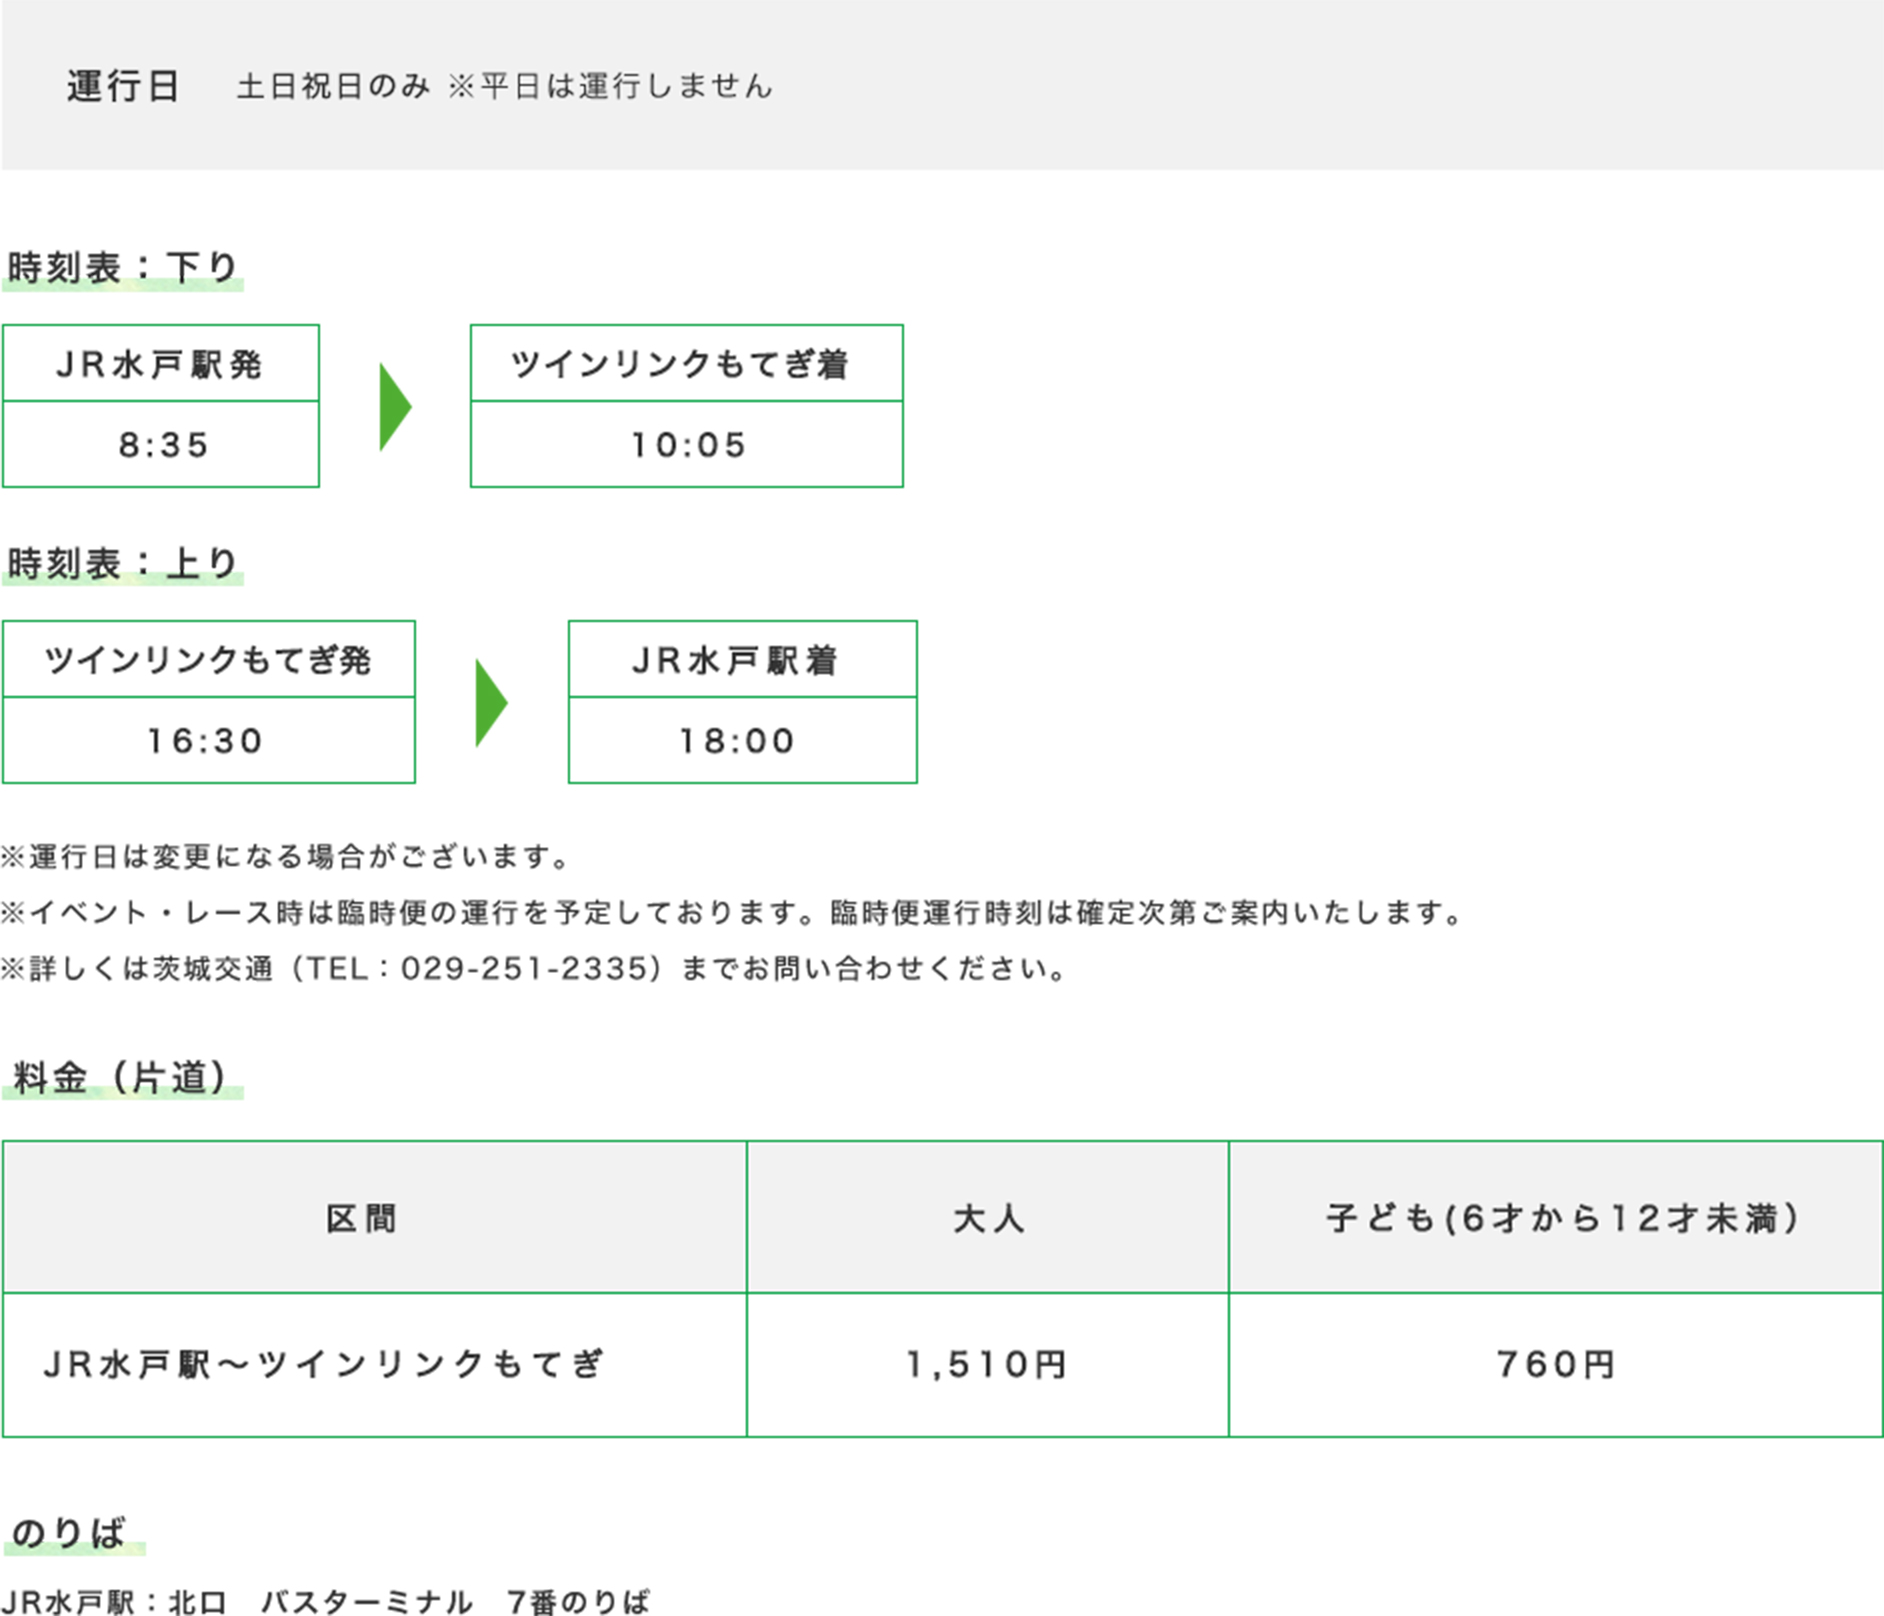 運行日 土日祝日のみ ※平日は運行しません
時刻表：下り
JR水戸駅発 ツインリンクもてぎ着
8:35 10:05
時刻表：上り
ツインリンクもてぎ発 JR水戸駅着
16:30 18:00
※運行日は変更になる場合がございます。
※イベント・レース時は臨時便の運行を予定しております。臨時便運行時刻は確定次第ご案内いたします。
※詳しくは茨城交通（TEL：029-251-2335）までお問い合わせください。
料金（片道）
区間 大人 子ども(6才から12才未満）
JR水戸駅～ツインリンクもてぎ 1,510円 760円
のりば
JR水戸駅：北口　バスターミナル　7番のりば